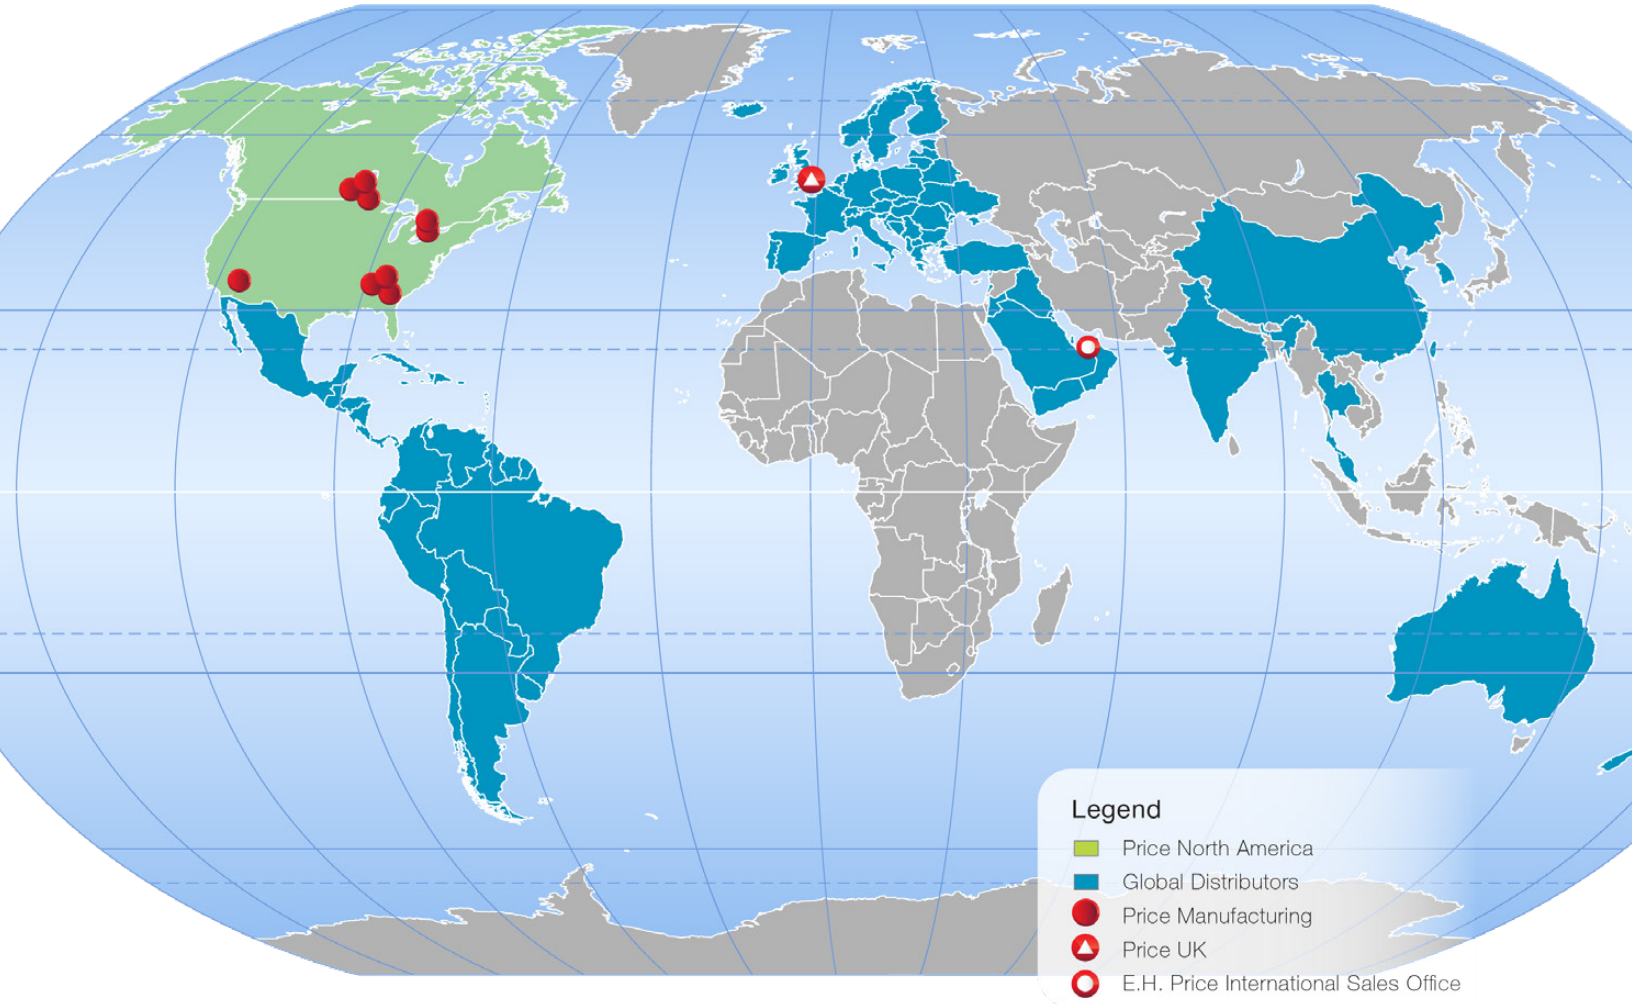 Legend
Price North America
Global Distributors
Price Manufacturing
Price UK
E.H. Price International Sales Office